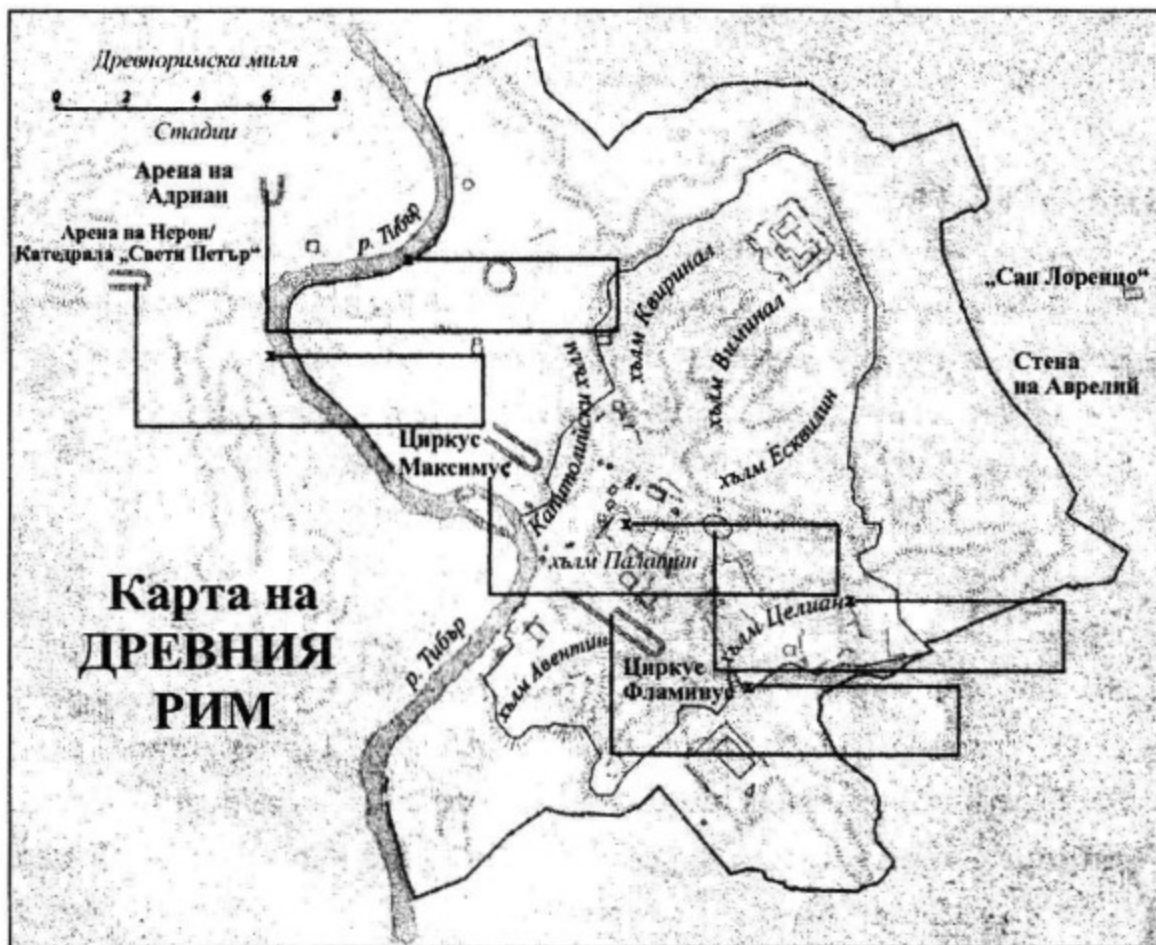 Древноримска миля
0 2 4 6 8
Стадии
Арена на
Адриан
Арена на Нерон/
Катедрала „Свети Петър“
р. Тибър
хълм Квиринал
хълм Виминал
„Сан Лоренцо“
Стена
на Аврелий
Капитолийски хълм
хълм Есквилин
Циркус
Максимус
хълм Палатин
Карта на
ДРЕВНИЯ
РИМ
р. Тибър
хълм Авентин
хълм Целиан
Циркус
Фламинус